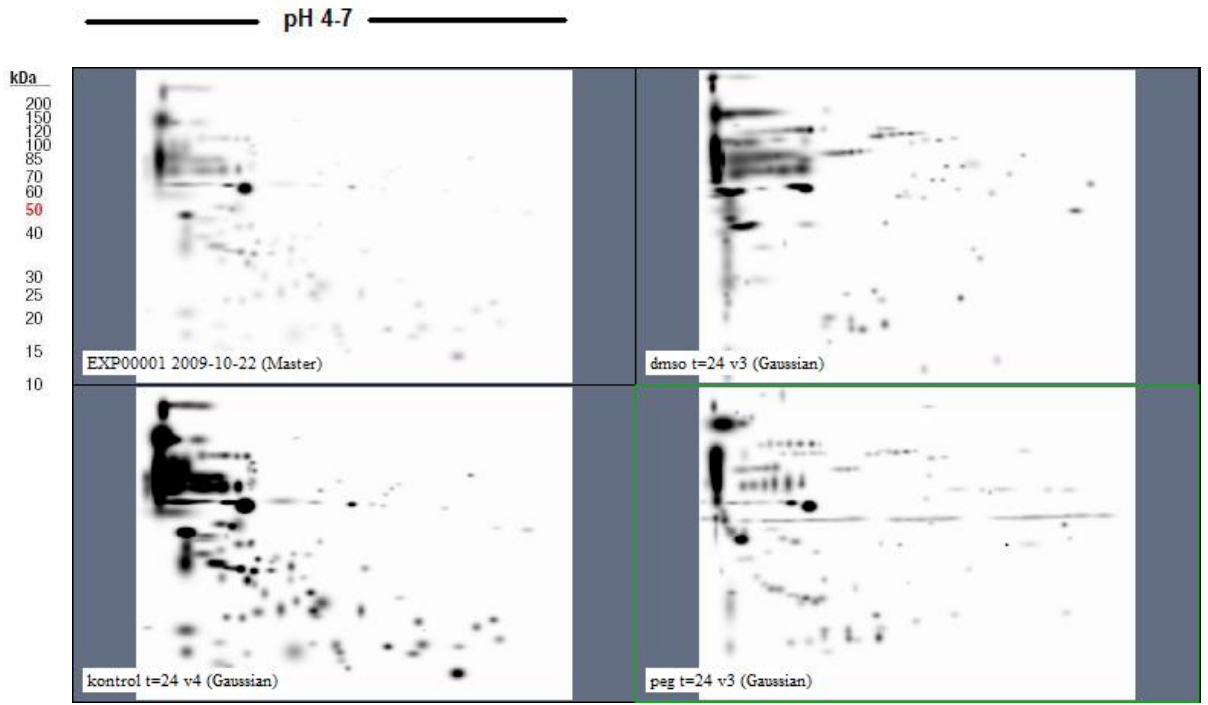 pH 4-7
kDa
200
150
120
100
85
70
60
50
40
30
25
20
15
10
EXP00001 2009-10-22 (Master)
dmso t=24 v3 (Gaussian)
kontrol t=24 v4 (Gaussian)
peg t=24 v3 (Gaussian)